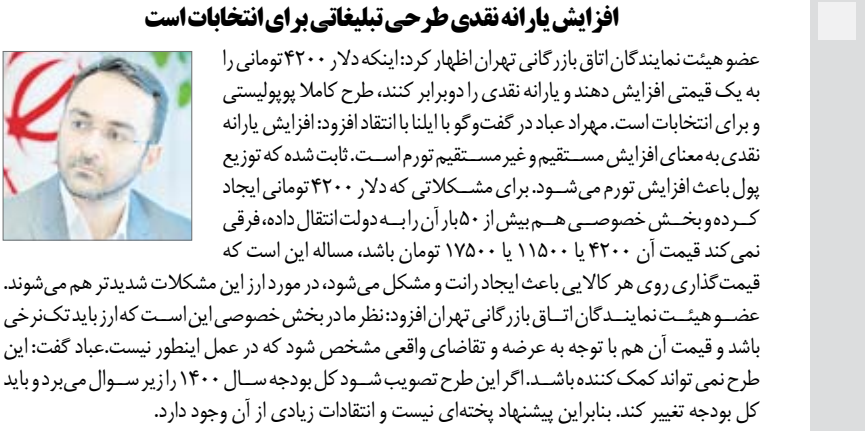 افزایش یارانه نقدی طرحی تبلیغاتی برای انتخابات است
عضو هیئت نمایندگان اتاق بازرگانی تهران اظهار کرد: اینکه دلار ۴۲۰۰ تومانی را
به یک قیمتی افزایش دهند و یارانه نقدی را دوبرابر کنند، طرح کاملا پوپولیستی
و برای انتخابات است. مهراد عباد در گفت‌وگو با ایلنا با انتقاد افزود: افزایش یارانه
نقدی به معنای افزایش مستقیم و غیرمستقیم تورم است. ثابت شده که توزیع
پول باعث افزایش تورم می‌شود. برای مشکلاتی که دلار ۴۲۰۰ تومانی ایجاد
کرده و بخش خصوصی هم بیش از ۵۰ بار آن را به دولت انتقال داده، فرقی
نمی‌کند قیمت آن ۴۲۰۰ یا ۱۱۵۰۰ یا ۱۷۵۰۰ تومان باشد، مساله این است که
قیمت‌گذاری روی هر کالایی باعث ایجاد رانت و مشکل می‌شود، در مورد ارز این مشکلات شدیدتر هم می‌شوند.
عضو هیئت نمایندگان اتاق بازرگانی تهران افزود: نظر ما در بخش خصوصی این است که ارز باید تک‌نرخی
باشد و قیمت آن هم با توجه به عرضه و تقاضای واقعی مشخص شود که در عمل اینطور نیست.عباد گفت: این
طرح نمی تواند کمک کننده باشد. اگر این طرح تصویب شود کل بودجه سال ۱۴۰۰ را زیر سوال می‌برد و باید
کل بودجه تغییر کند. بنابراین پیشنهاد پخته‌ای نیست و انتقادات زیادی از آن وجود دارد.